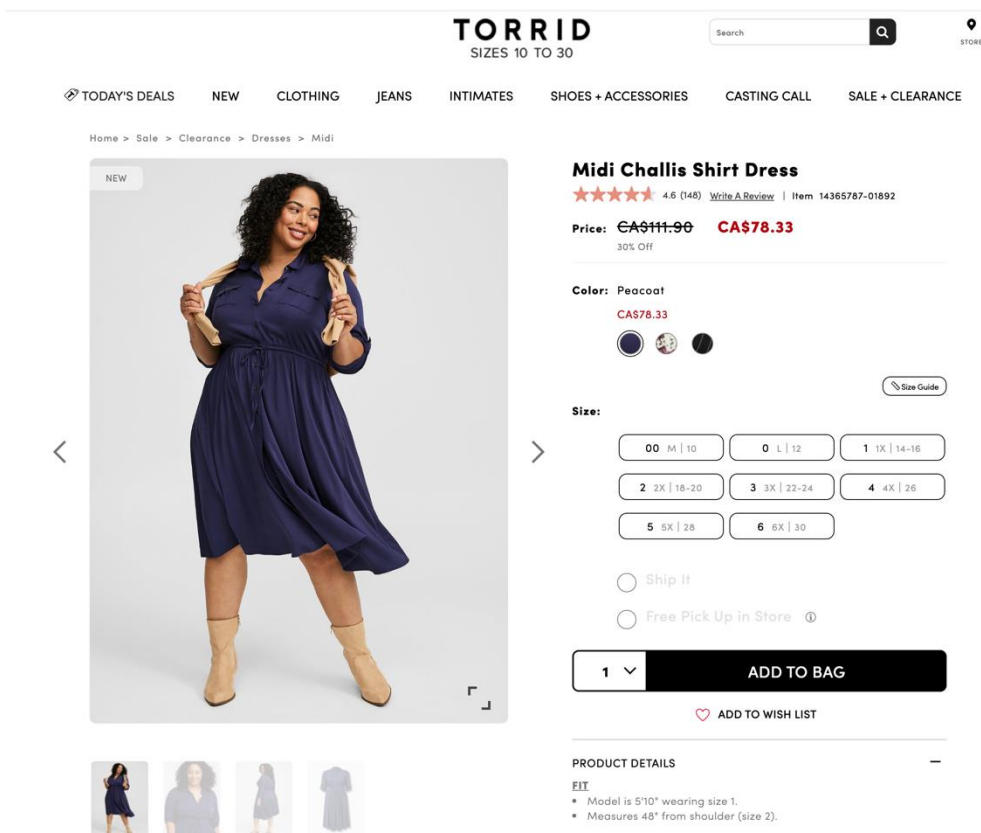 TORRID
SIZES 10 TO 30
Search
STORE
TODAY'S DEALS NEW CLOTHING JEANS INTIMATES SHOES + ACCESSORIES CASTING CALL SALE + CLEARANCE
Home > Sale > Clearance > Dresses > Midi
NEW
Midi Challis Shirt Dress
4.6 (148) Write A Review | Item 14365787-01892
Price: CA$111.90 CA$78.33
30% Off
Color: Peacoat
CA$78.33
Size Guide
Size:
00 M | 10 0 L | 12 1 1X | 14-16
2 2X | 18-20 3 3X | 22-24 4 4X | 26
5 5X | 28 6 6X | 30
Ship It
Free Pick Up in Store
1 ADD TO BAG
ADD TO WISH LIST
PRODUCT DETAILS
FIT
• Model is 5'10" wearing size 1.
• Measures 48" from shoulder (size 2).